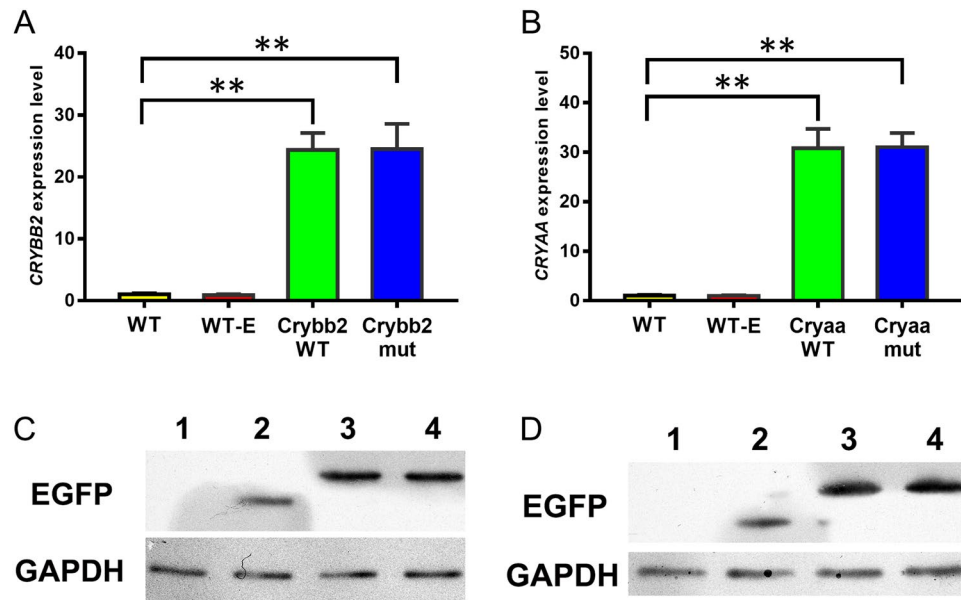 A
CRYBB2 expression level
40
30
20
10
0
**
**
WT
WT-E
Crybb2
WT
Crybb2
mut
B
CRYAA expression level
50
40
30
20
10
0
**
**
WT
WT-E
Cryaa
WT
Cryaa
mut
C
1 2 3 4
EGFP
GAPDH
D
1 2 3 4
EGFP
GAPDH